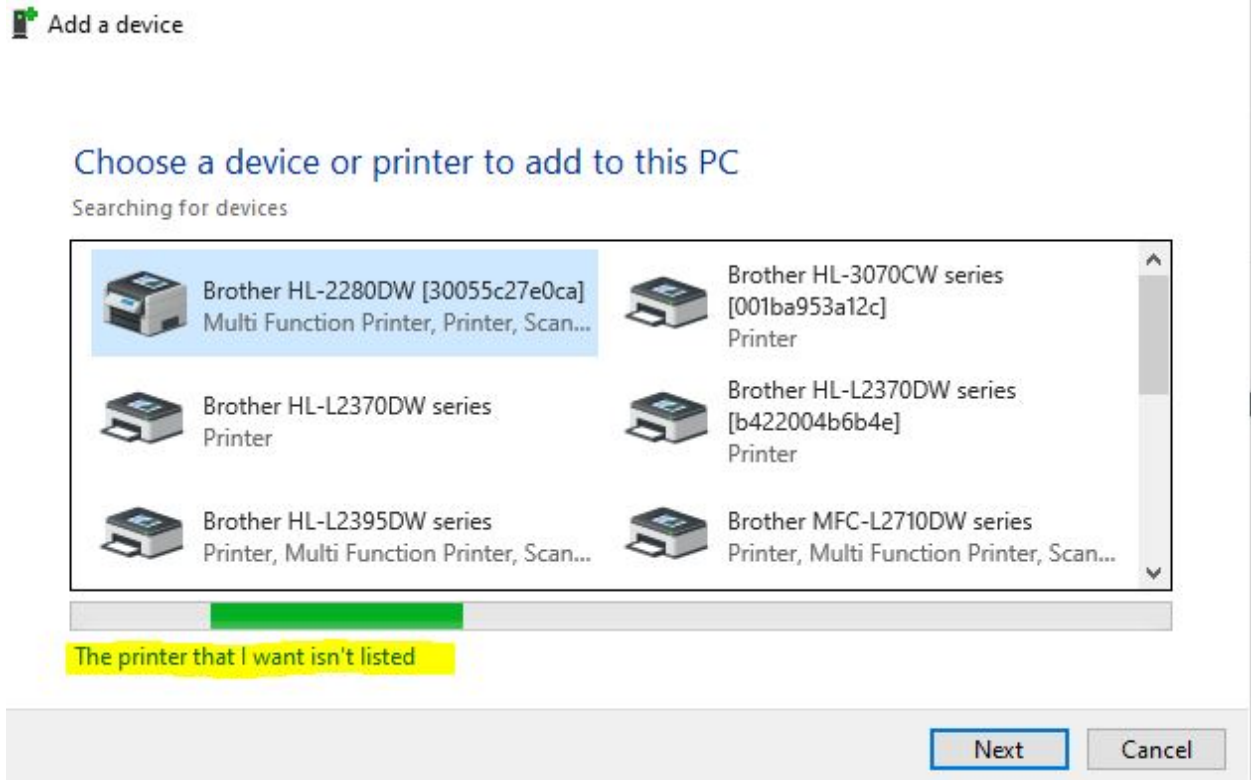 Add a device
Choose a device or printer to add to this PC
Searching for devices
Brother HL-2280DW [30055c27e0ca]
Multi Function Printer, Printer, Scan...
Brother HL-3070CW series
[001ba953a12c]
Printer
Brother HL-L2370DW series
Printer
Brother HL-L2370DW series
[b422004b6b4e]
Printer
Brother HL-L2395DW series
Printer, Multi Function Printer, Scan...
Brother MFC-L2710DW series
Printer, Multi Function Printer, Scan...
The printer that I want isn't listed
Next
Cancel